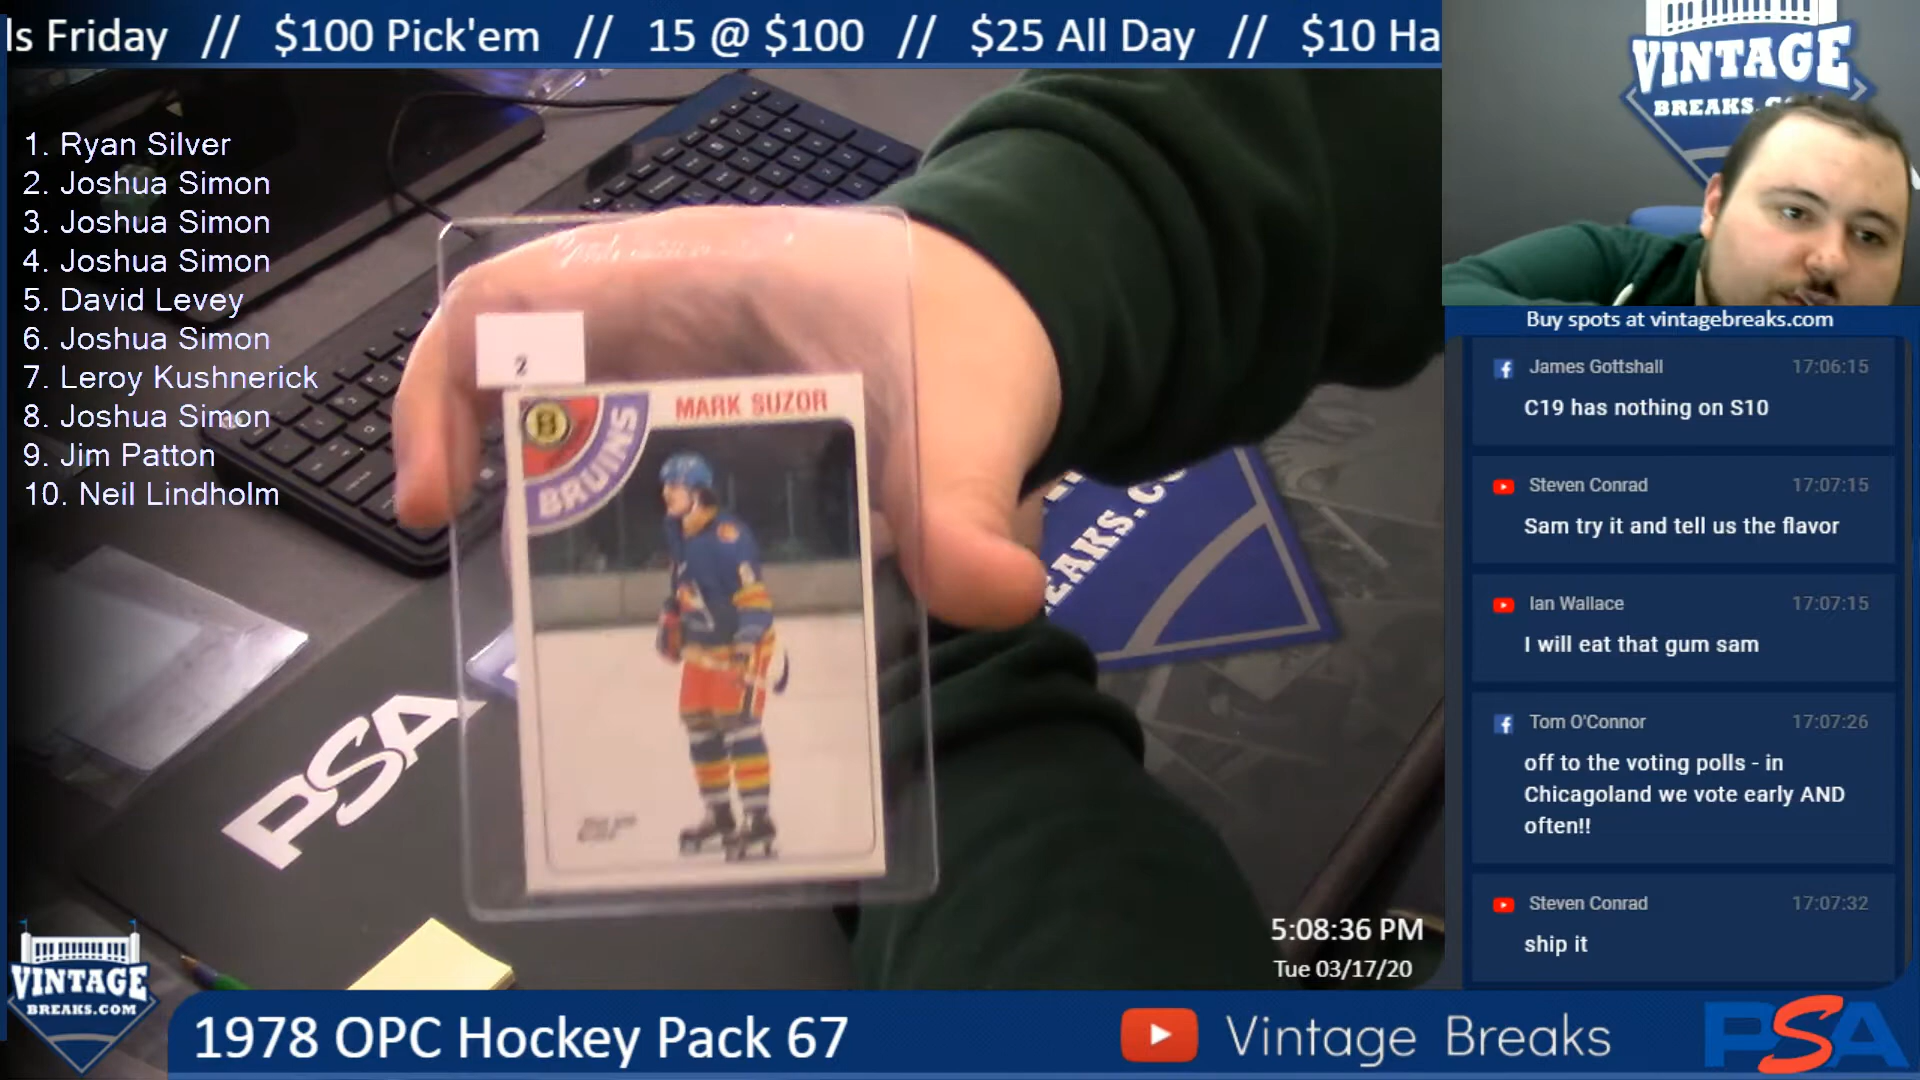 ls Friday // $100 Pick'em // 15 @ $100 // $25 All Day // $10 Ha
VINTAGE
BREAKS.C
1. Ryan Silver
2. Joshua Simon
3. Joshua Simon
4. Joshua Simon
5. David Levey
6. Joshua Simon
7. Leroy Kushnerick
8. Joshua Simon
9. Jim Patton
10. Neil Lindholm
2
MARK SUZOR
B
BRUINS
EAKS.CO
PSA
Buy spots at vintagebreaks.com
James Gottshall 17:06:15
C19 has nothing on S10
Steven Conrad 17:07:15
Sam try it and tell us the flavor
Ian Wallace 17:07:15
I will eat that gum sam
Tom O'Connor 17:07:26
off to the voting polls - in
Chicagoland we vote early AND
often!!
Steven Conrad 17:07:32
ship it
5:08:36 PM
Tue 03/17/20
VINTAGE
BREAKS.COM
1978 OPC Hockey Pack 67
Vintage Breaks
PSA